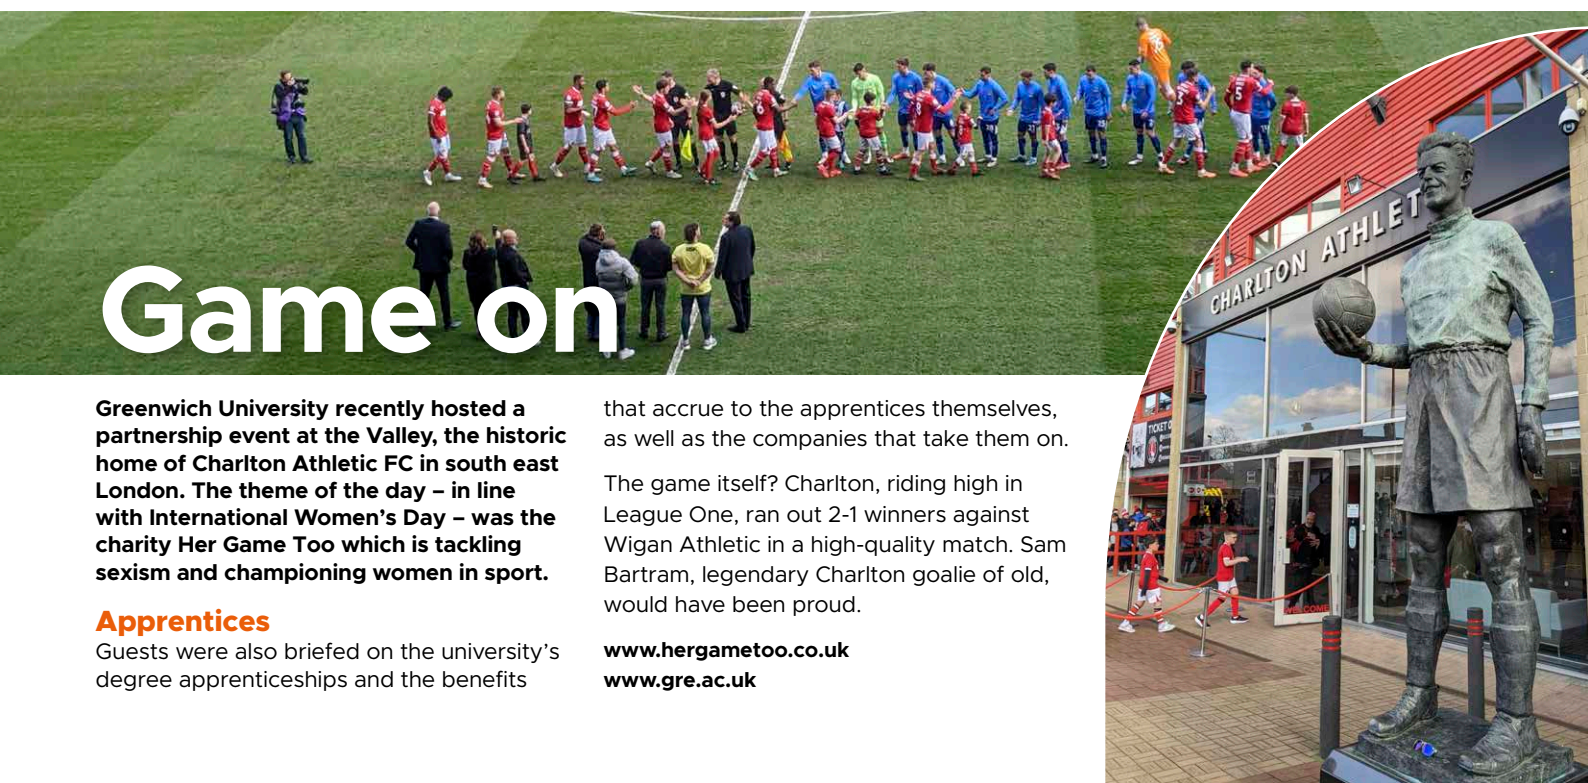 Game on
Greenwich University recently hosted a
partnership event at the Valley, the historic
home of Charlton Athletic FC in south east
London. The theme of the day – in line
with International Women's Day – was the
charity Her Game Too which is tackling
sexism and championing women in sport.
Apprentices
Guests were also briefed on the university's
degree apprenticeships and the benefits
that accrue to the apprentices themselves,
as well as the companies that take them on.
The game itself? Charlton, riding high in
League One, ran out 2-1 winners against
Wigan Athletic in a high-quality match. Sam
Bartram, legendary Charlton goalie of old,
would have been proud.
www.hergametoo.co.uk
www.gre.ac.uk
CHARLTON ATHLET
TICKET O
WELCOME